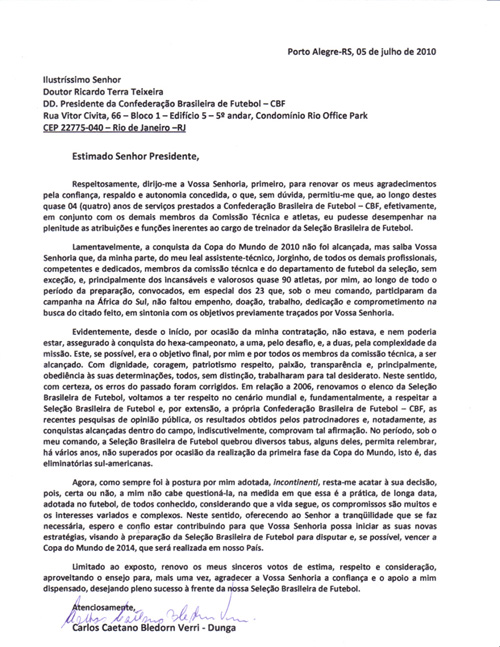 Porto Alegre-RS, 05 de julho de 2010
Ilustríssimo Senhor
Doutor Ricardo Terra Teixeira
DD. Presidente da Confederação Brasileira de Futebol – CBF
Rua Vitor Civita, 66 – Bloco 1 – Edifício 5 – 5º andar, Condomínio Rio Office Park
CEP 22775-040 – Rio de Janeiro –RJ
Estimado Senhor Presidente,
Respeitosamente, dirijo-me a Vossa Senhoria, primeiro, para renovar os meus agradecimentos
pela confiança, respaldo e autonomia concedida, o que, sem dúvida, permitiu-me que, ao longo destes
quase 04 (quatro) anos de serviços prestados a Confederação Brasileira de Futebol – CBF, efetivamente,
em conjunto com os demais membros da Comissão Técnica e atletas, eu pudesse desempenhar na
plenitude as atribuições e funções inerentes ao cargo de treinador da Seleção Brasileira de Futebol.
Lamentavelmente, a conquista da Copa do Mundo de 2010 não foi alcançada, mas saiba Vossa
Senhoria que, da minha parte, do meu leal assistente-técnico, Jorginho, de todos os demais profissionais,
competentes e dedicados, membros da comissão técnica e do departamento de futebol da seleção, sem
exceção, e, principalmente dos incansáveis e valorosos quase 90 atletas, por mim, ao longo de todo o
período da preparação, convocados, em especial dos 23 que, sob o meu comando, participaram da
campanha na África do Sul, não faltou empenho, doação, trabalho, dedicação e comprometimento na
busca do citado feito, em sintonia com os objetivos previamente traçados por Vossa Senhoria.
Evidentemente, desde o início, por ocasião da minha contratação, não estava, e nem poderia
estar, assegurado à conquista do hexa-campeonato, a uma, pelo desafio, e, a duas, pela complexidade da
missão. Este, se possível, era o objetivo final, por mim e por todos os membros da comissão técnica, a ser
alcançado. Com dignidade, coragem, patriotismo respeito, paixão, transparência e, principalmente,
obediência às suas determinações, todos, sem distinção, trabalharam para tal desiderato. Neste sentido,
com certeza, os erros do passado foram corrigidos. Em relação a 2006, renovamos o elenco da Seleção
Brasileira de Futebol, voltamos a ter respeito no cenário mundial e, fundamentalmente, a respeitar a
Seleção Brasileira de Futebol e, por extensão, a própria Confederação Brasileira de Futebol – CBF, as
recentes pesquisas de opinião pública, os resultados obtidos pelos patrocinadores e, notadamente, as
conquistas alcançadas dentro do campo, indiscutivelmente, comprovam tal afirmação. No período, sob o
meu comando, a Seleção Brasileira de Futebol quebrou diversos tabus, alguns deles, permita relembrar,
há vários anos, não superados por ocasião da realização da primeira fase da Copa do Mundo, isto é, das
eliminatórias sul-americanas.
Agora, como sempre foi à postura por mim adotada, incontinenti, resta-me acatar à sua decisão,
pois, certa ou não, a mim não cabe questioná-la, na medida em que essa é a prática, de longa data,
adotada no futebol, de todos conhecido, considerando que a vida segue, os compromissos são muitos e
os interesses variados e complexos. Neste sentido, oferecendo ao Senhor a tranqüilidade que se faz
necessária, espero e confio estar contribuindo para que Vossa Senhoria possa iniciar as suas novas
estratégias, visando à preparação da Seleção Brasileira de Futebol para disputar e, se possível, vencer a
Copa do Mundo de 2014, que será realizada em nosso País.
Limitado ao exposto, renovo os meus sinceros votos de estima, respeito e consideração,
aproveitando o ensejo para, mais uma vez, agradecer a Vossa Senhoria a confiança e o apoio a mim
dispensado, desejando pleno sucesso à frente da nossa Seleção Brasileira de Futebol.
Atenciosamente,
Carlos Caetano Bledorn Verri
Carlos Caetano Bledorn Verri - Dunga